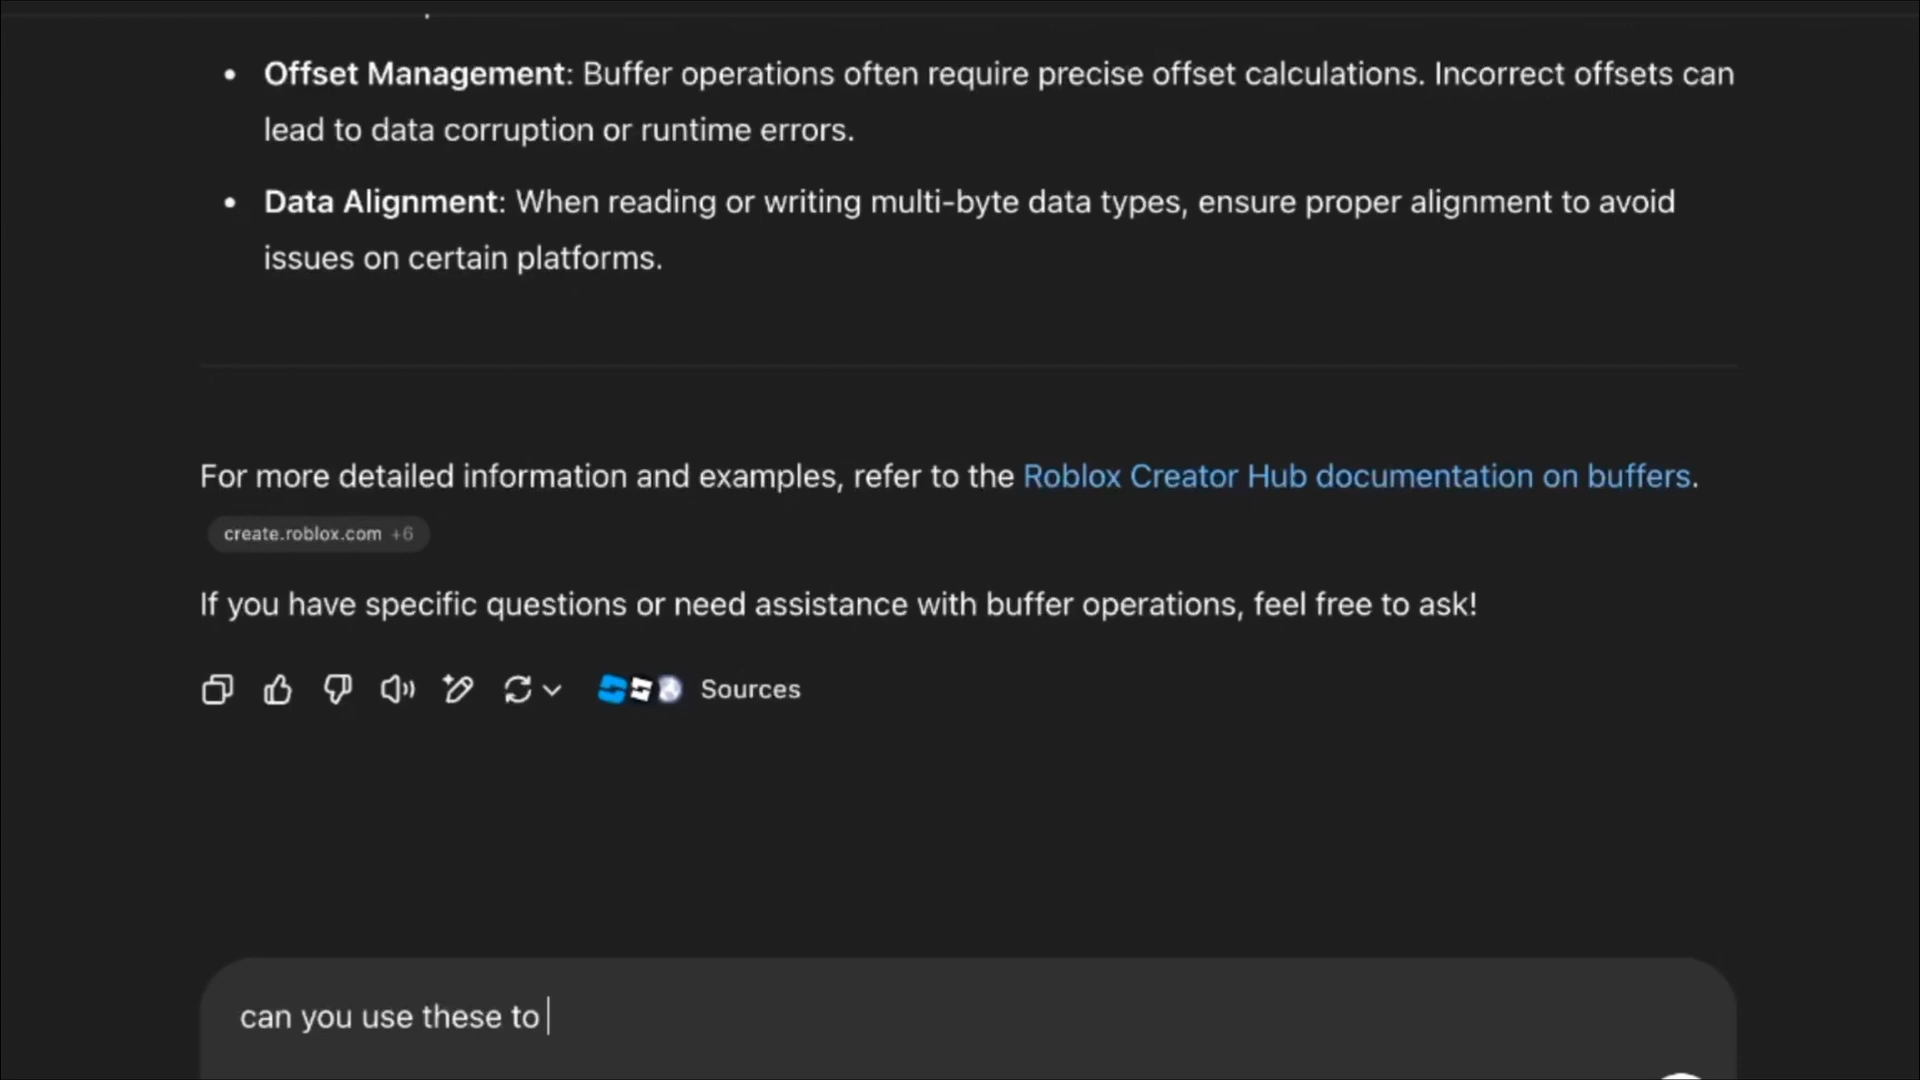 Offset Management: Buffer operations often require precise offset calculations. Incorrect offsets can
lead to data corruption or runtime errors.
Data Alignment: When reading or writing multi-byte data types, ensure proper alignment to avoid
issues on certain platforms.
For more detailed information and examples, refer to the Roblox Creator Hub documentation on buffers.
create.roblox.com +6
If you have specific questions or need assistance with buffer operations, feel free to ask!
Sources
can you use these to